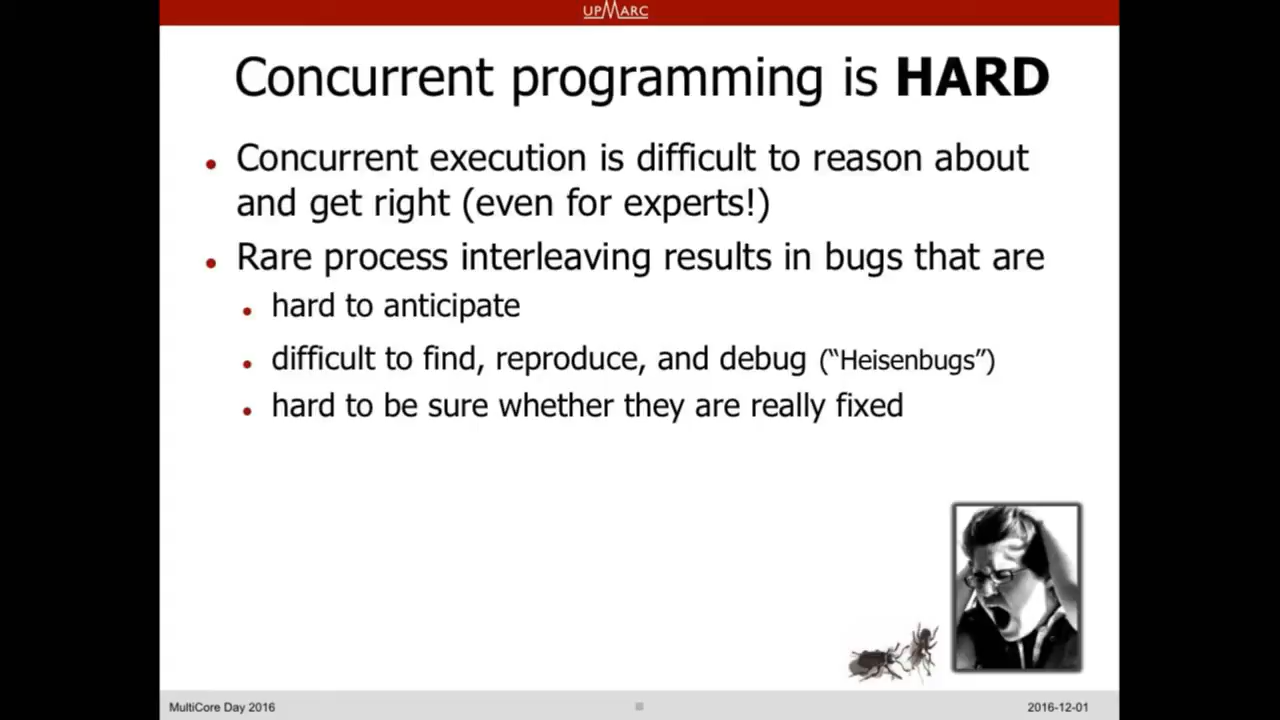 UPMARC
Concurrent programming is HARD
• Concurrent execution is difficult to reason about
and get right (even for experts!)
• Rare process interleaving results in bugs that are
• hard to anticipate
• difficult to find, reproduce, and debug (“Heisenbugs”)
• hard to be sure whether they are really fixed
MultiCore Day 2016
2016-12-01